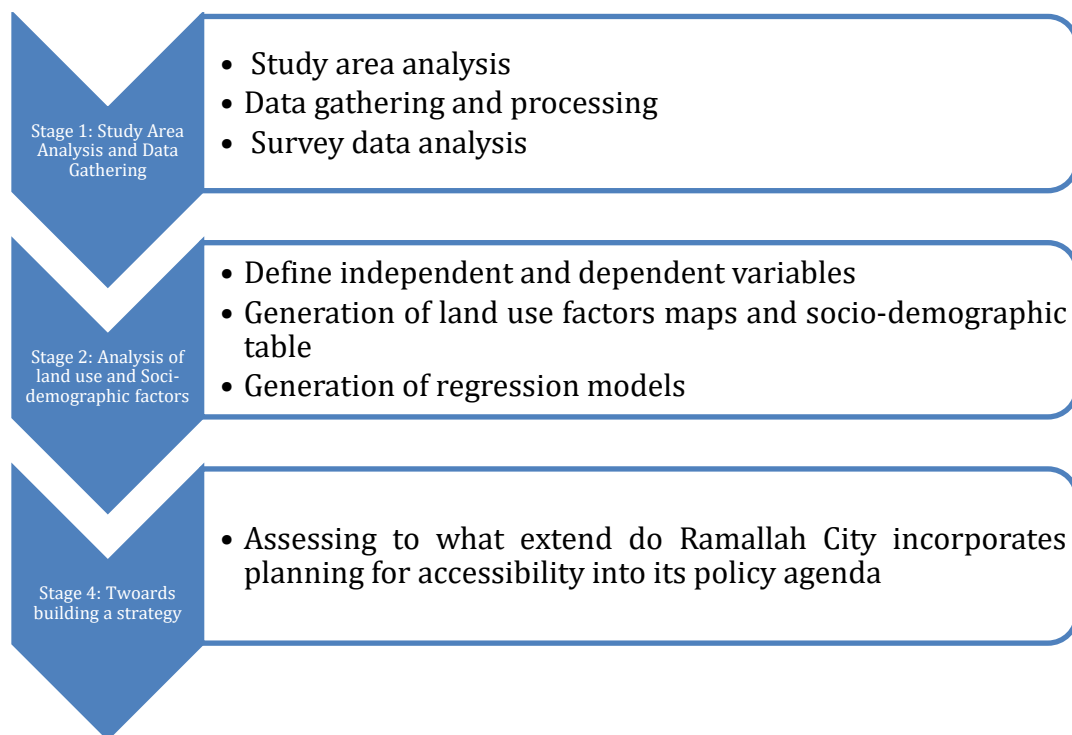 Stage 1: Study Area
Analysis and Data
Gathering
• Study area analysis
• Data gathering and processing
• Survey data analysis
Stage 2: Analysis of
land use and Soci-
demographic factors
• Define independent and dependent variables
• Generation of land use factors maps and socio-demographic
table
• Generation of regression models
Stage 4: Twoards
building a strategy
• Assessing to what extend do Ramallah City incorporates
planning for accessibility into its policy agenda